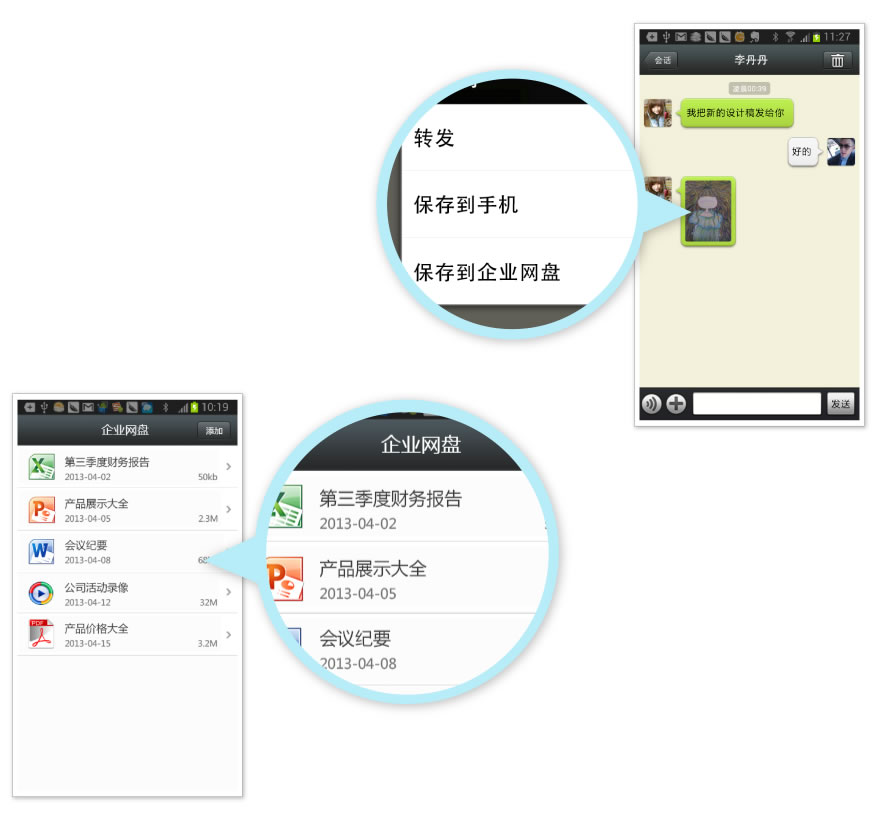 11:27
会话
李丹丹
凌晨00:39
我把新的设计稿发给你
好的
发送
转发
保存到手机
保存到企业网盘
10:19
企业网盘
添加
第三季度财务报告
2013-04-02
50kb
产品展示大全
2013-04-05
2.3M
会议纪要
2013-04-08
公司活动录像
2013-04-12
32M
PDF
产品价格大全
2013-04-15
3.2M
企业网盘
第三季度财务报告
2013-04-02
产品展示大全
2013-04-05
会议纪要
2013-04-08